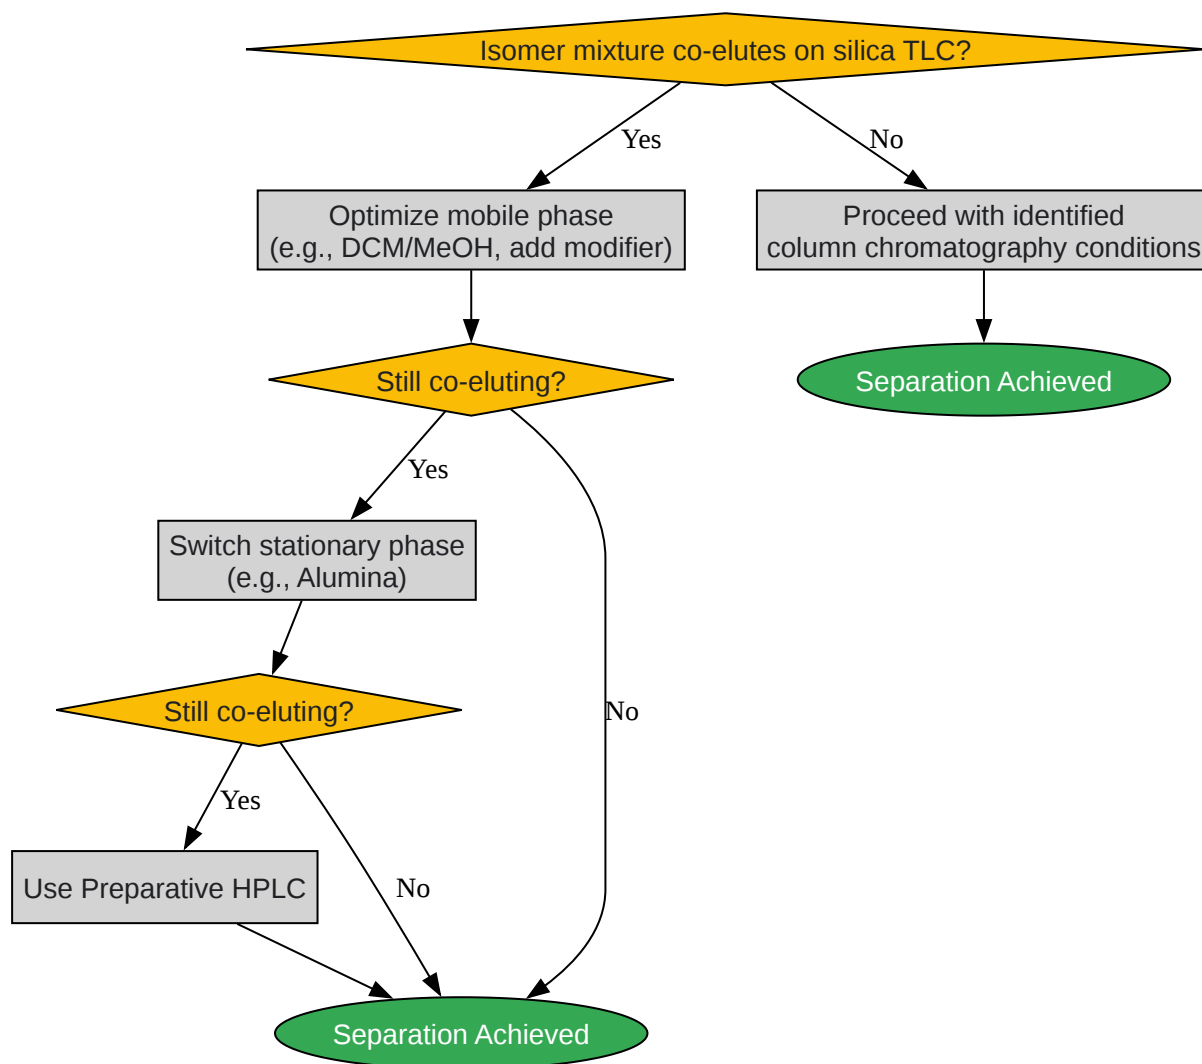 Isomer mixture co-elutes on silica TLC?
Yes
No
Optimize mobile phase
(e.g., DCM/MeOH, add modifier)
Proceed with identified
column chromatography conditions
Still co-eluting?
Separation Achieved
Yes
Switch stationary phase
(e.g., Alumina)
Still co-eluting?
No
Yes
Use Preparative HPLC
No
Separation Achieved